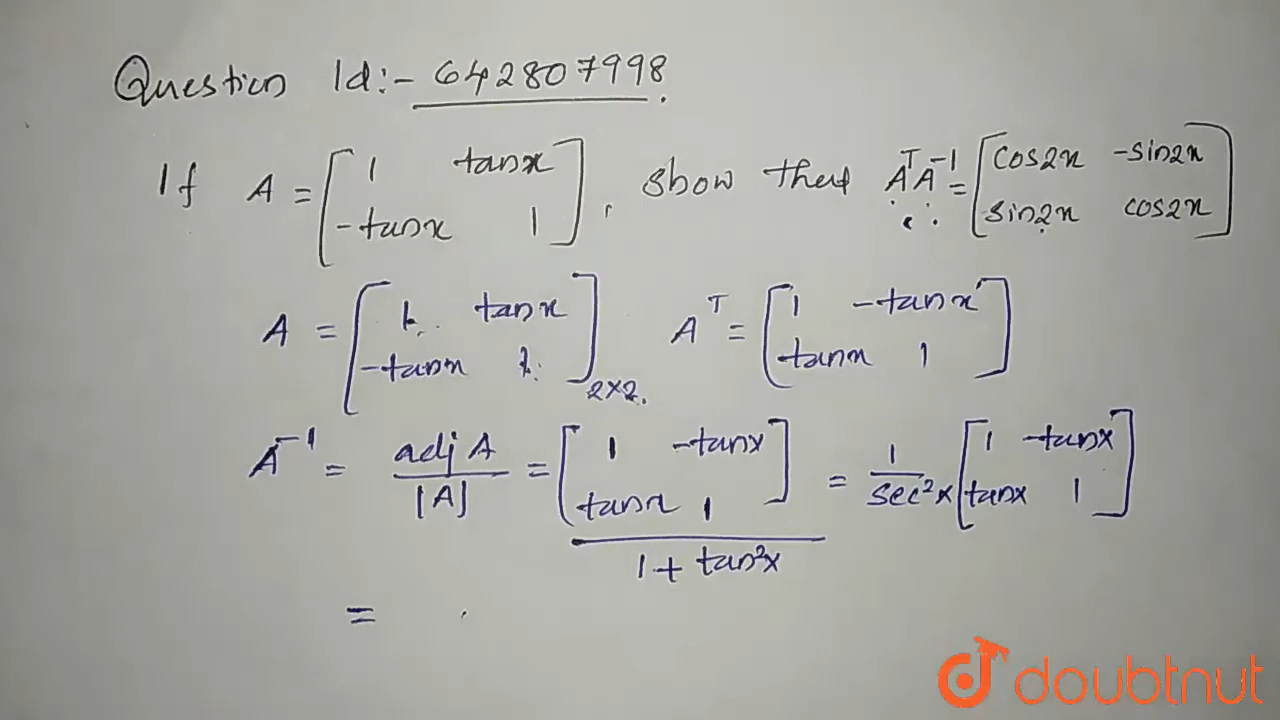 Question Id:- 642807998.
If A = [1 tanx -tanx 1], show that AᵀA⁻¹ = [cos2x -sin2x sin2x cos2x]
A = [1 tanx -tanx 1]2×2. Aᵀ = [1 -tanx tanx 1]
A⁻¹ = adj A / |A| = [1 -tanx tanx 1] / 1+ tan²x = 1 / sec²x [1 -tanx tanx 1]
=
doubtnut